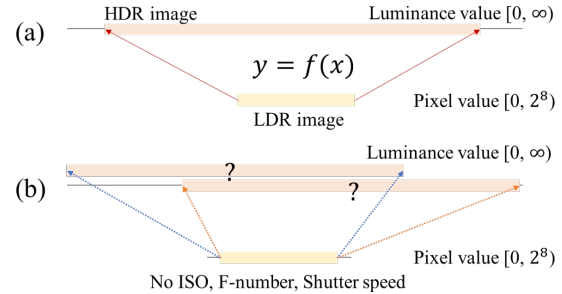 (a)
HDR image
Luminance value [0, ∞)
y = f(x)
Pixel value [0, 2⁸)
LDR image
Luminance value [0, ∞)
?
(b)
?
Pixel value [0, 2⁸)
No ISO, F-number, Shutter speed